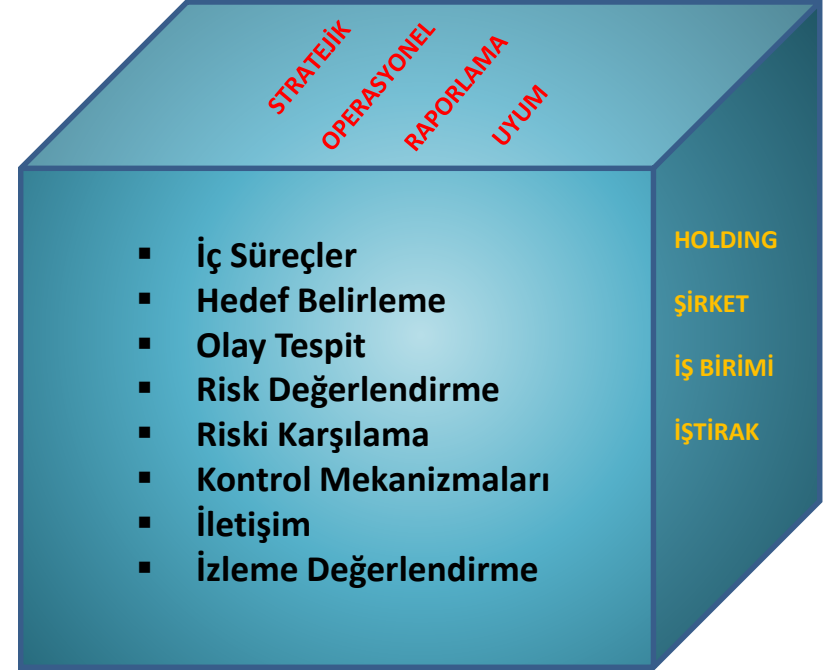 STRATEJİK
OPERASYONEL
RAPORLAMA
UYUM
▪ İç Süreçler
▪ Hedef Belirleme
▪ Olay Tespit
▪ Risk Değerlendirme
▪ Riski Karşılama
▪ Kontrol Mekanizmaları
▪ İletişim
▪ İzleme Değerlendirme
HOLDING
ŞİRKET
İŞ BİRİMİ
İŞTİRAK